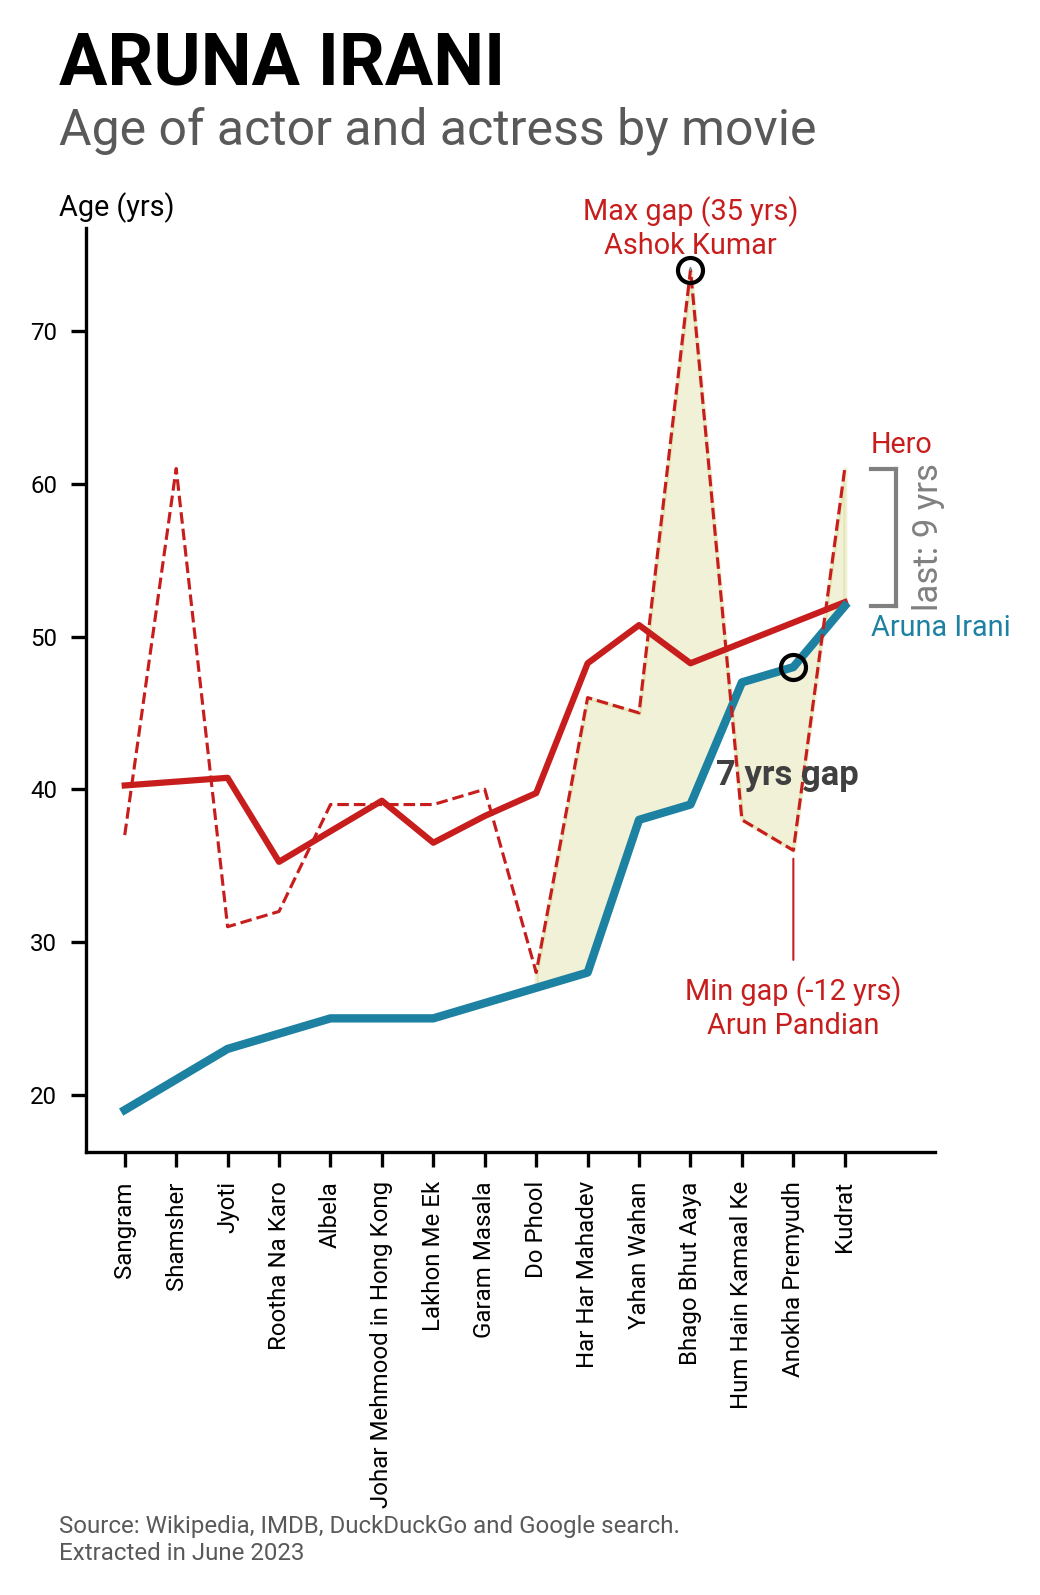 ARUNA IRANI
Age of actor and actress by movie
Age (yrs)
Max gap (35 yrs)
Ashok Kumar
70
60
50
40
30
20
Hero
last: 9 yrs
Aruna Irani
7 yrs gap
Min gap (-12 yrs)
Arun Pandian
Sangram
Shamsher
Jyoti
Rootha Na Karo
Albela
Johar Mehmood in Hong Kong
Lakhon Me Ek
Garam Masala
Do Phool
Har Har Mahadev
Yahan Wahan
Bhago Bhut Aaya
Hum Hain Kamaal Ke
Anokha Premyudh
Kudrat
Source: Wikipedia, IMDB, DuckDuckGo and Google search.
Extracted in June 2023